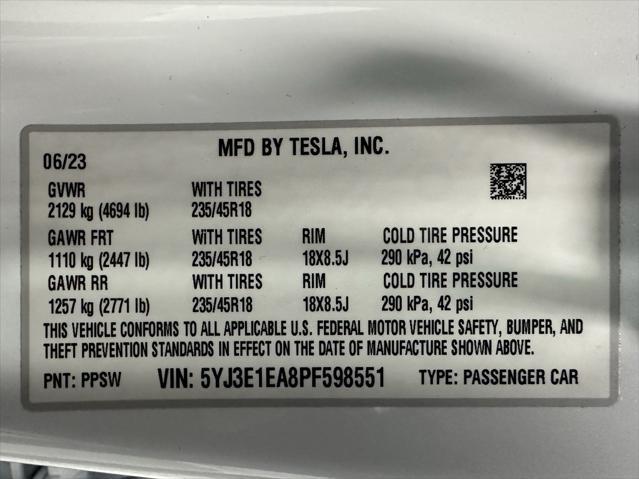 MFD BY TESLA, INC.
06/23
GVWR WITH TIRES
2129 kg (4694 lb) 235/45R18
GAWR FRT WITH TIRES RIM COLD TIRE PRESSURE
1110 kg (2447 lb) 235/45R18 18X8.5J 290 kPa, 42 psi
GAWR RR WITH TIRES RIM COLD TIRE PRESSURE
1257 kg (2771 lb) 235/45R18 18X8.5J 290 kPa, 42 psi
THIS VEHICLE CONFORMS TO ALL APPLICABLE U.S. FEDERAL MOTOR VEHICLE SAFETY, BUMPER, AND
THEFT PREVENTION STANDARDS IN EFFECT ON THE DATE OF MANUFACTURE SHOWN ABOVE.
PNT: PPSW VIN: 5YJ3E1EA8PF598551 TYPE: PASSENGER CAR